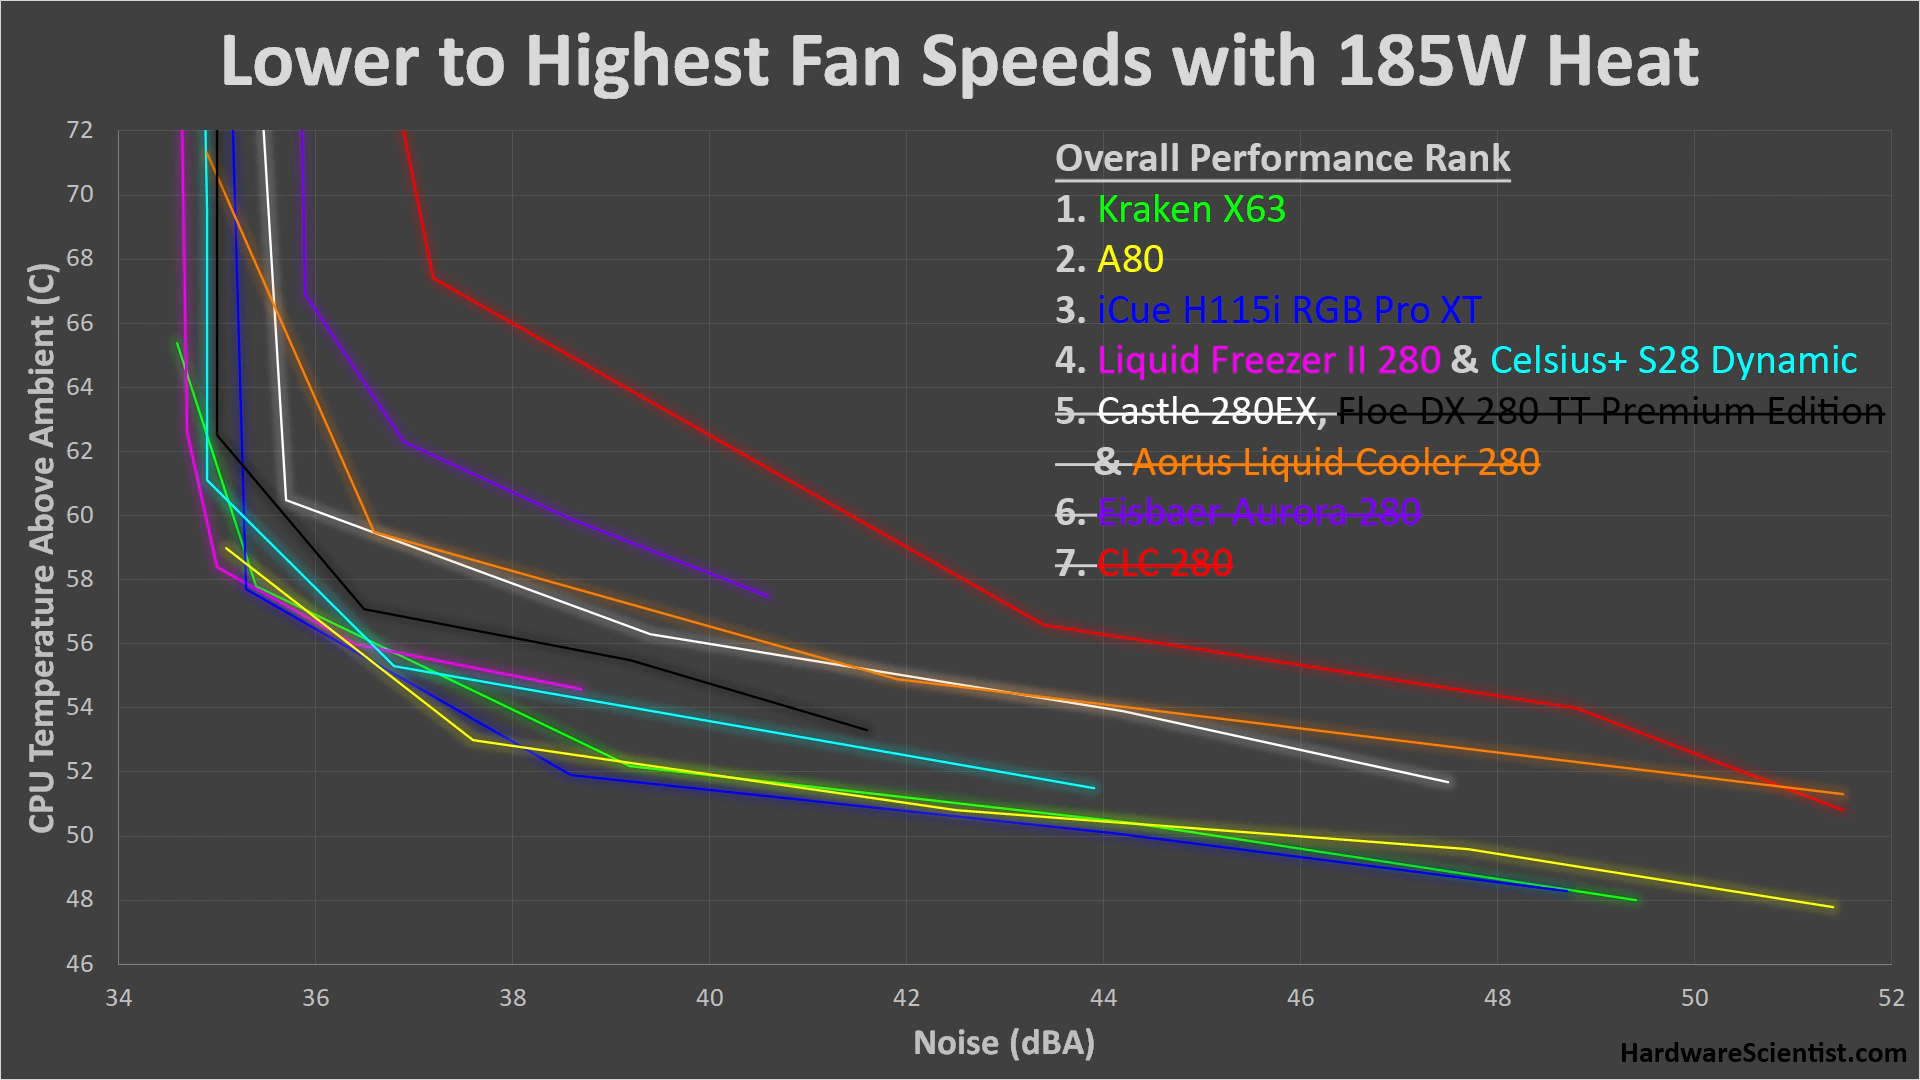 Lower to Highest Fan Speeds with 185W Heat
Overall Performance Rank
1. Kraken X63
2. A80
3. iCue H115i RGB Pro XT
4. Liquid Freezer II 280 & Celsius+ S28 Dynamic
5. Castle 280EX, Floe DX 280 TT Premium Edition
& Aorus Liquid Cooler 280
6. Eisbaer Aurora 280
7. CLC 280
CPU Temperature Above Ambient (C)
72
70
68
66
64
62
60
58
56
54
52
50
48
46
34 36 38 40 42 44 46 48 50 52
Noise (dBA)
HardwareScientist.com